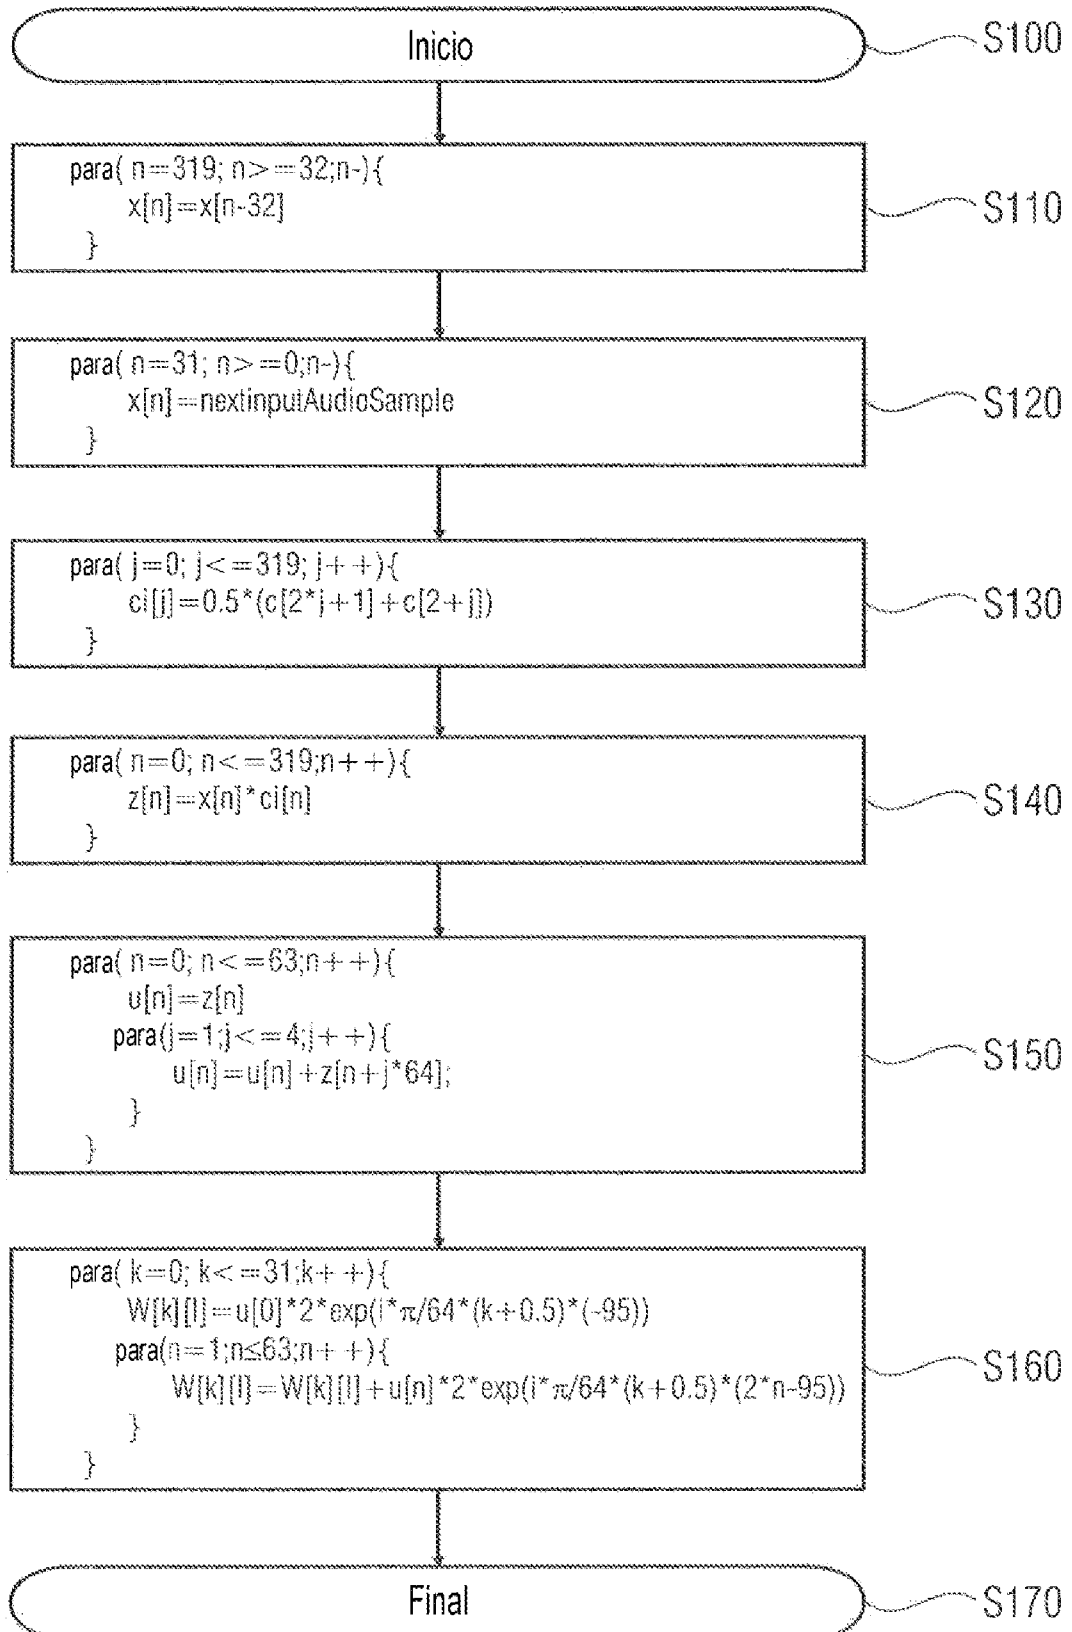 Inicio
S100
para( n=319; n>=32;n-){
x[n]=x[n-32]
}
S110
para( n=31; n>=0;n-){
x[n]=nextinputAudioSample
}
S120
para( j=0; j<=319; j++){
ci[j]=0.5*(c[2*j+1]+c[2+j])
}
S130
para( n=0; n<=319;n++){
z[n]=x[n]*ci[n]
}
S140
para( n=0; n<=63;n++){
u[n]=z[n]
para(j=1;j<=4;j++){
u[n]=u[n]+z[n+j*64];
}
}
S150
para( k=0; k<=31;k++){
W[k][l]=u[0]*2*exp(i*π/64*(k+0.5)*(-95))
para(n=1;n≤63;n++){
W[k][l]=W[k][l]+u[n]*2*exp(i*π/64*(k+0.5)*(2*n-95))
}
}
S160
Final
S170